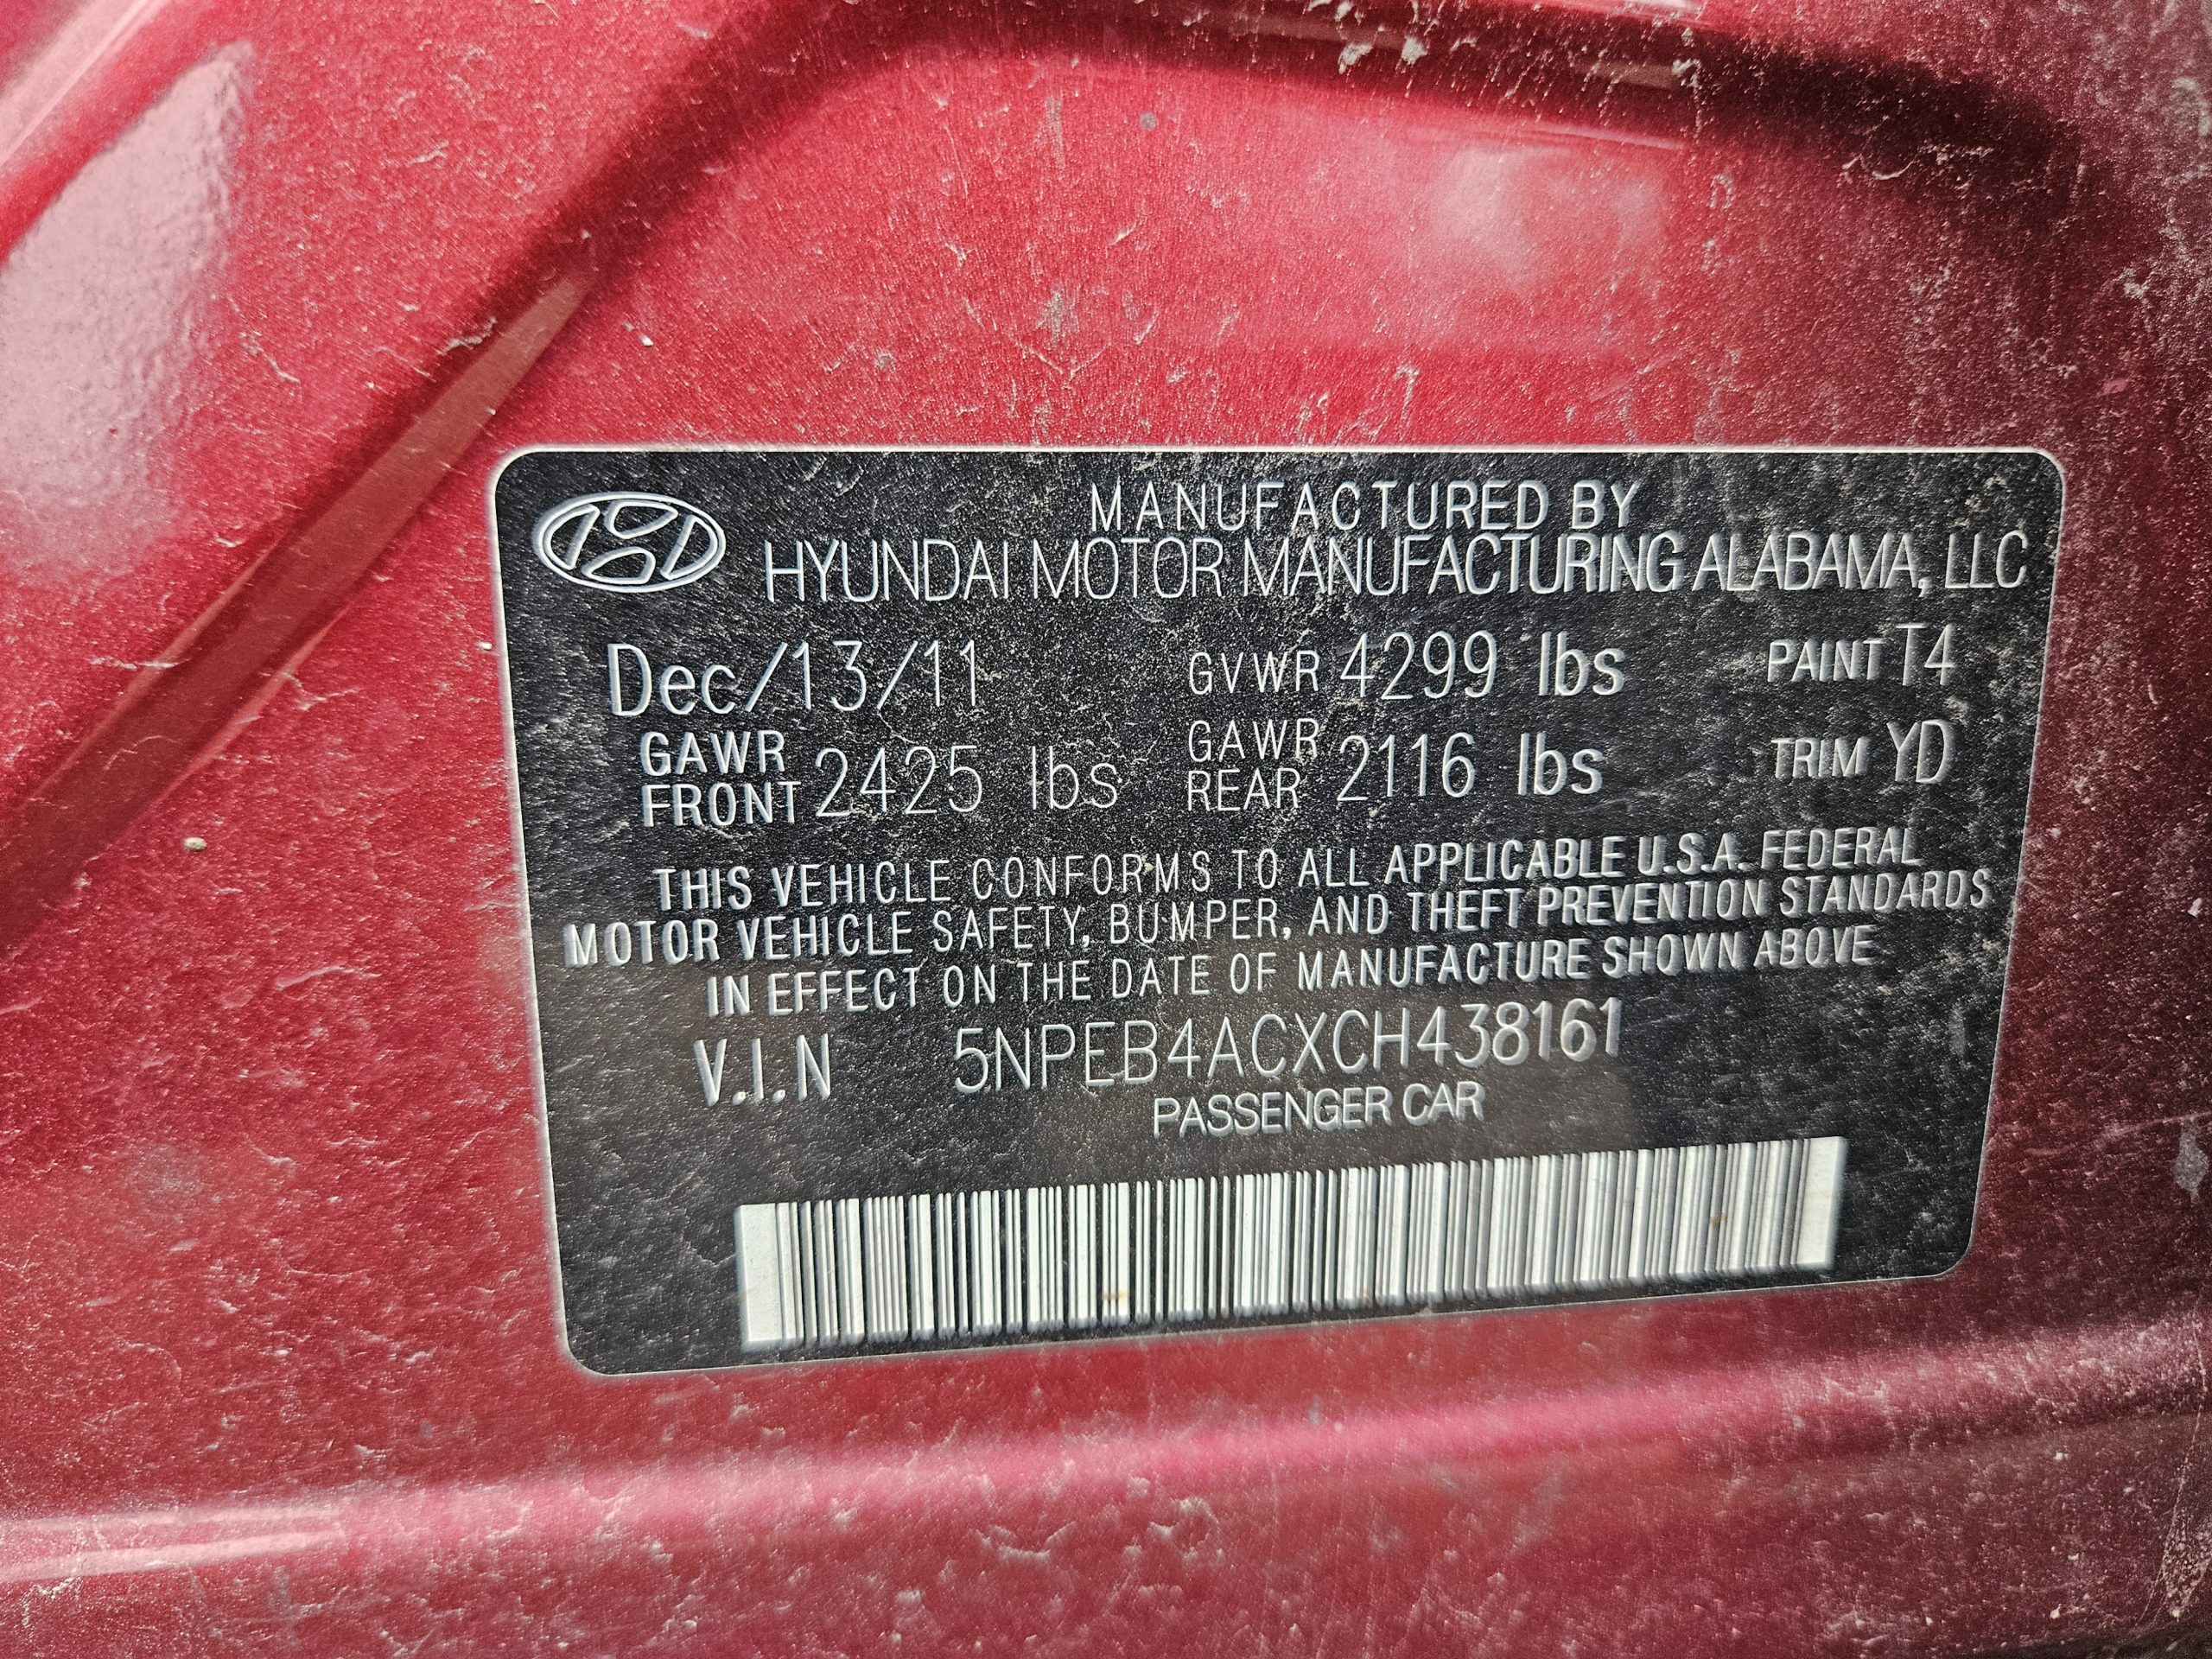 MANUFACTURED BY
HYUNDAI MOTOR MANUFACTURING ALABAMA, LLC
Dec/13/11 GVWR 4299 lbs PAINT T4
GAWR FRONT 2425 lbs GAWR REAR 2116 lbs TRIM YD
THIS VEHICLE CONFORMS TO ALL APPLICABLE U.S.A. FEDERAL
MOTOR VEHICLE SAFETY, BUMPER, AND THEFT PREVENTION STANDARDS
IN EFFECT ON THE DATE OF MANUFACTURE SHOWN ABOVE
V.I.N 5NPEB4ACXCH438161
PASSENGER CAR